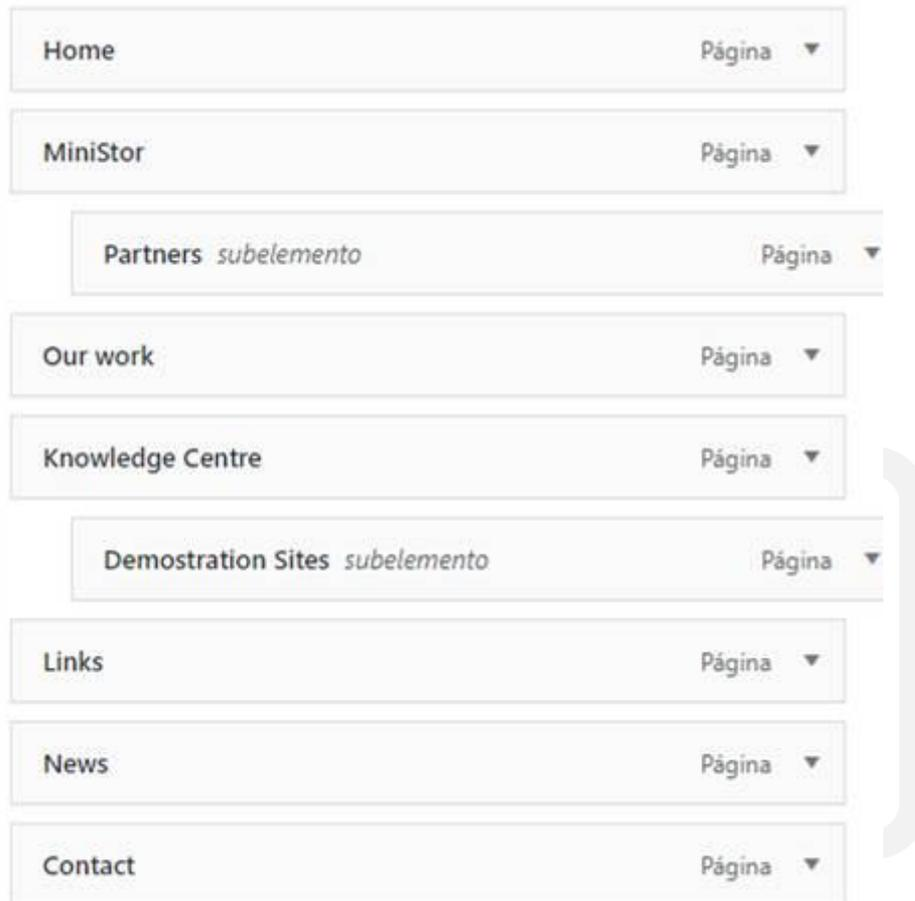 Home Página
MiniStor Página
Partners subelemento Página
Our work Página
Knowledge Centre Página
Demostration Sites subelemento Página
Links Página
News Página
Contact Página